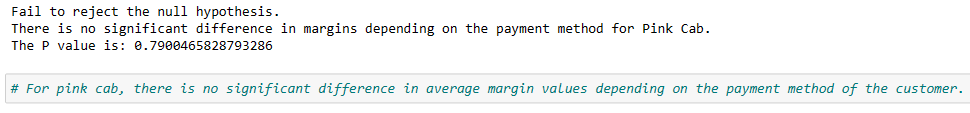 Fail to reject the null hypothesis.
There is no significant difference in margins depending on the payment method for Pink Cab.
The P value is: 0.7900465828793286
# For pink cab, there is no significant difference in average margin values depending on the payment method of the customer.